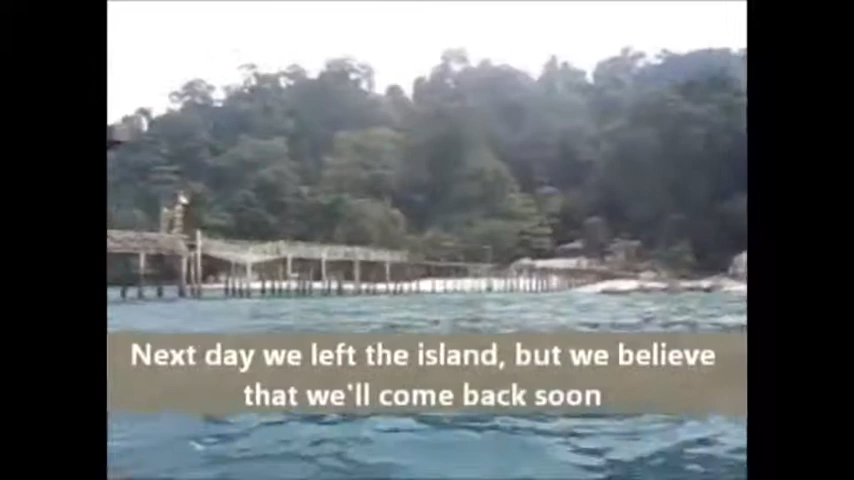 Next day we left the island, but we believe
that we'll come back soon